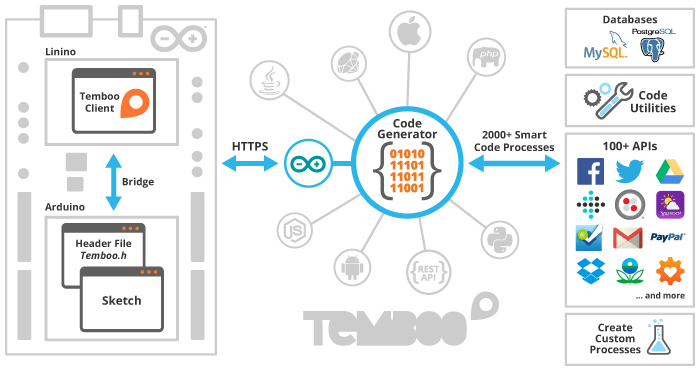 Linino
Temboo
Client
Bridge
Arduino
Header File
Temboo.h
Sketch
HTTPS
Code
Generator
01010
11101
11011
11001
php
JS
{REST
API}
2000+ Smart
Code Processes
TEMBOO
Databases
MySQL
PostgreSQL
Code
Utilities
100+ APIs
YAHOO!
PayPal
... and more
Create
Custom
Processes